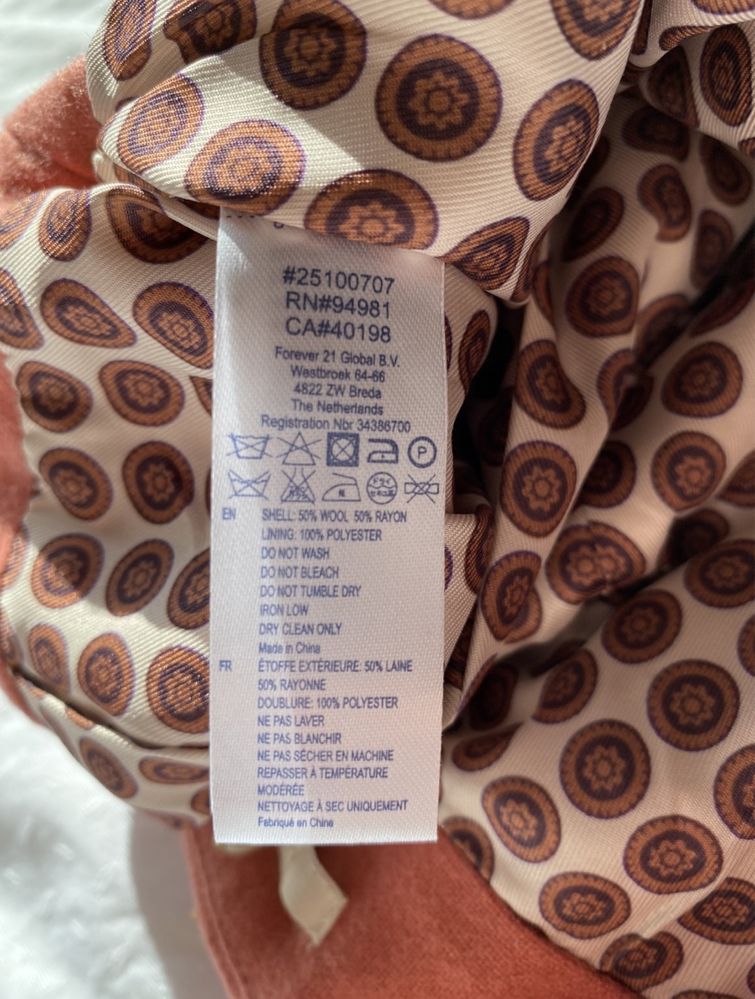 #25100707
RN#94981
CA#40198
Forever 21 Global B.V.
Westbroek 64-66
4822 ZW Breda
The Netherlands
Registration Nbr 34386700
P
EN SHELL: 50% WOOL 50% RAYON
LINING: 100% POLYESTER
DO NOT WASH
DO NOT BLEACH
DO NOT TUMBLE DRY
IRON LOW
DRY CLEAN ONLY
Made in China
FR ÉTOFFE EXTÉRIEURE: 50% LAINE
50% RAYONNE
DOUBLURE: 100% POLYESTER
NE PAS LAVER
NE PAS BLANCHIR
NE PAS SÉCHER EN MACHINE
REPASSER À TEMPÉRATURE
MODÉRÉE
NETTOYAGE À SEC UNIQUEMENT
Fabriqué en Chine